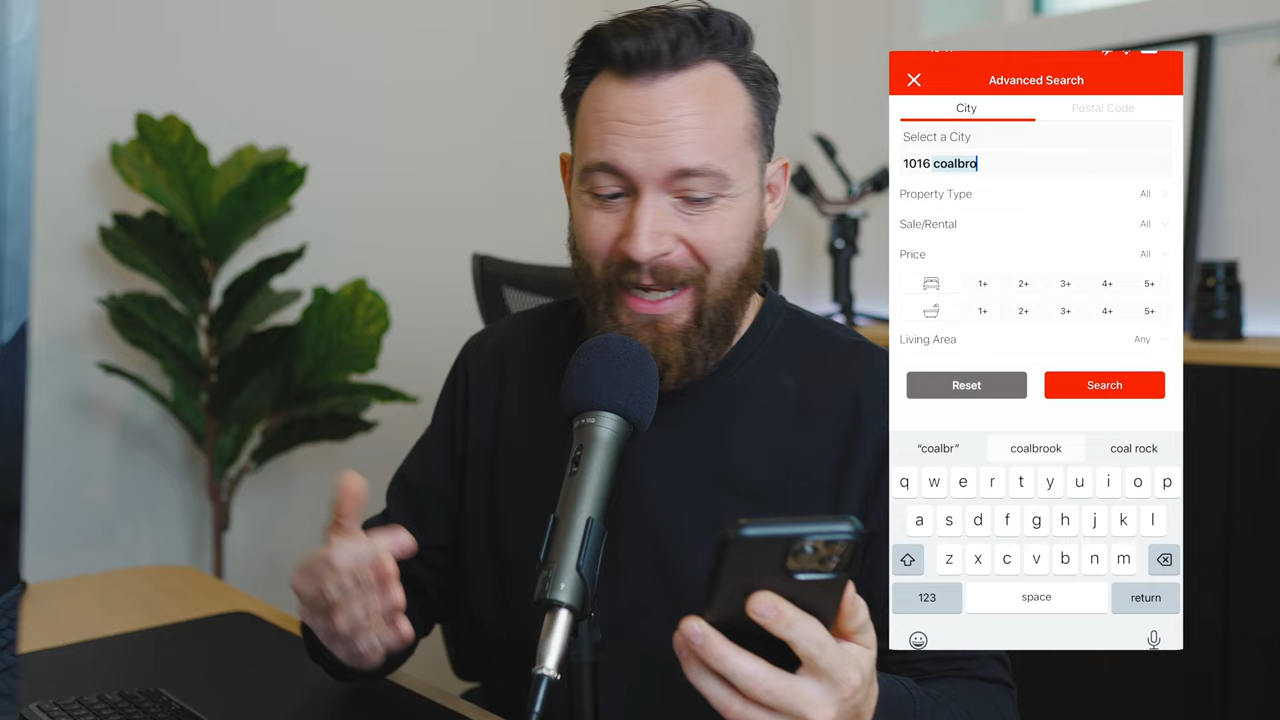 Advanced Search
City Postal Code
Select a City
1016 coalbro
Property Type All
Sale/Rental All
Price All
1+ 2+ 3+ 4+ 5+
1+ 2+ 3+ 4+ 5+
Living Area Any
Reset Search
“coalbr” coalbrook coal rock
q w e r t y u i o p
a s d f g h j k l
z x c v b n m
123 space return